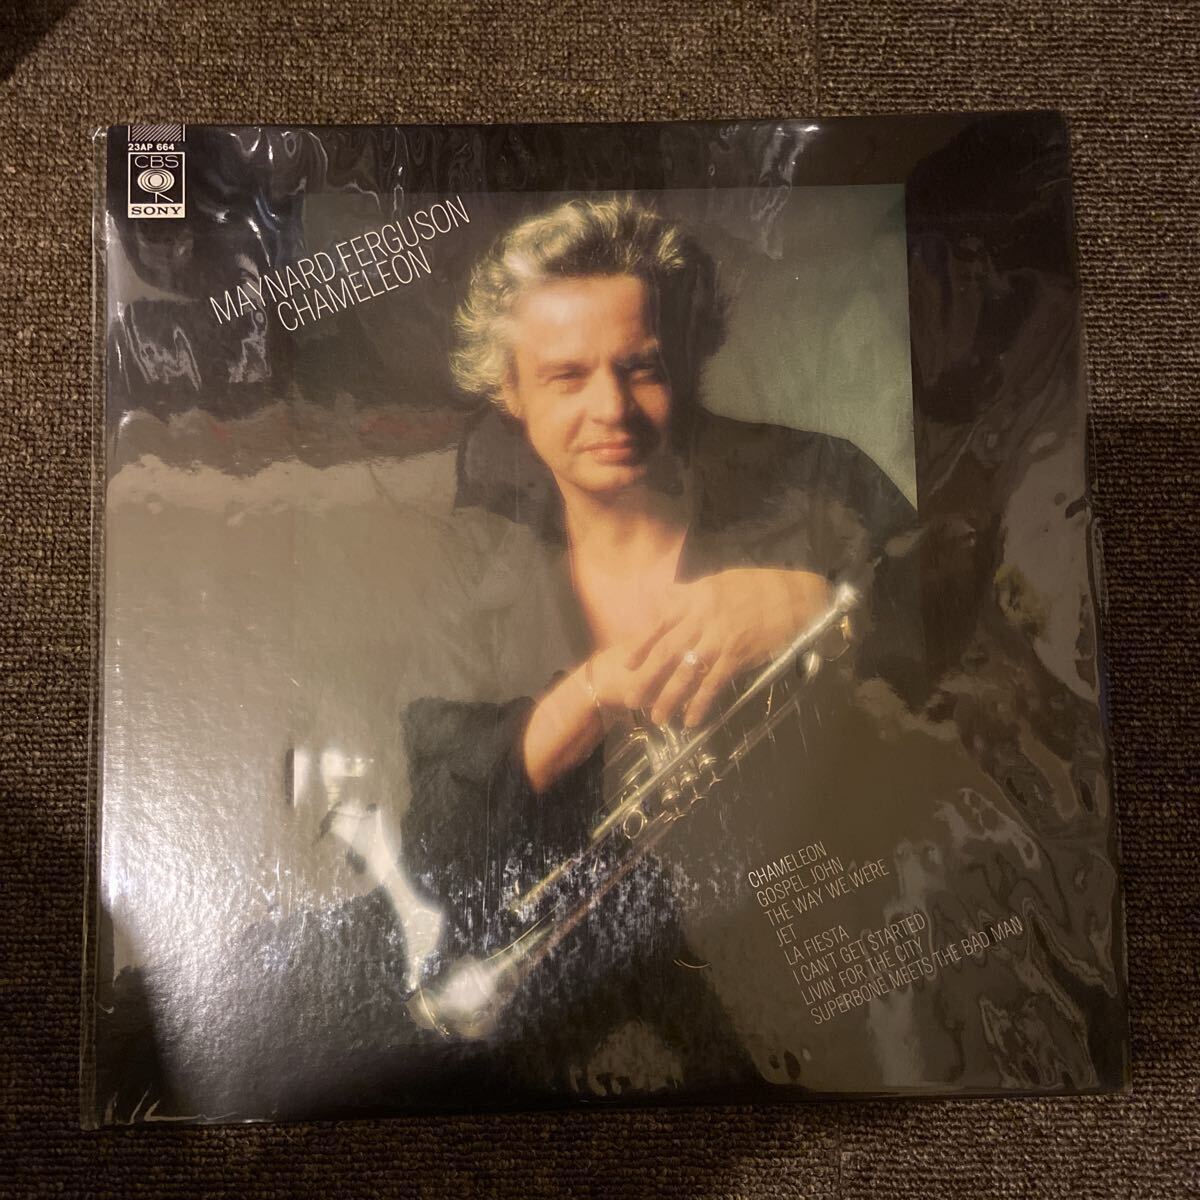 23AP 664
CBS
SONY
MAYNARD FERGUSON
CHAMELEON
CHAMELEON
GOSPEL JOHN
THE WAY WE WERE
JET
LA FIESTA
I CAN'T GET STARTED
LIVIN' FOR THE CITY
SUPERBONE MEETS THE BAD MAN